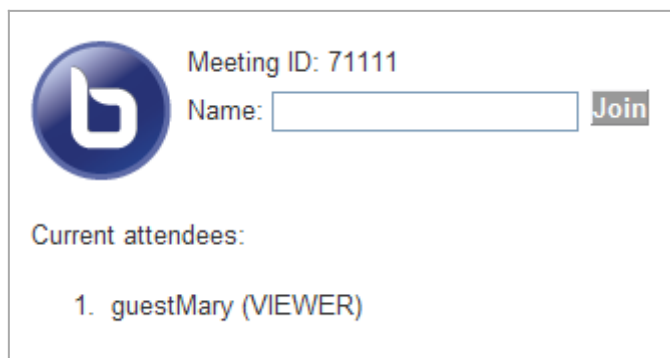 Meeting ID: 71111
Name: Join
Current attendees:
1. guestMary (VIEWER)